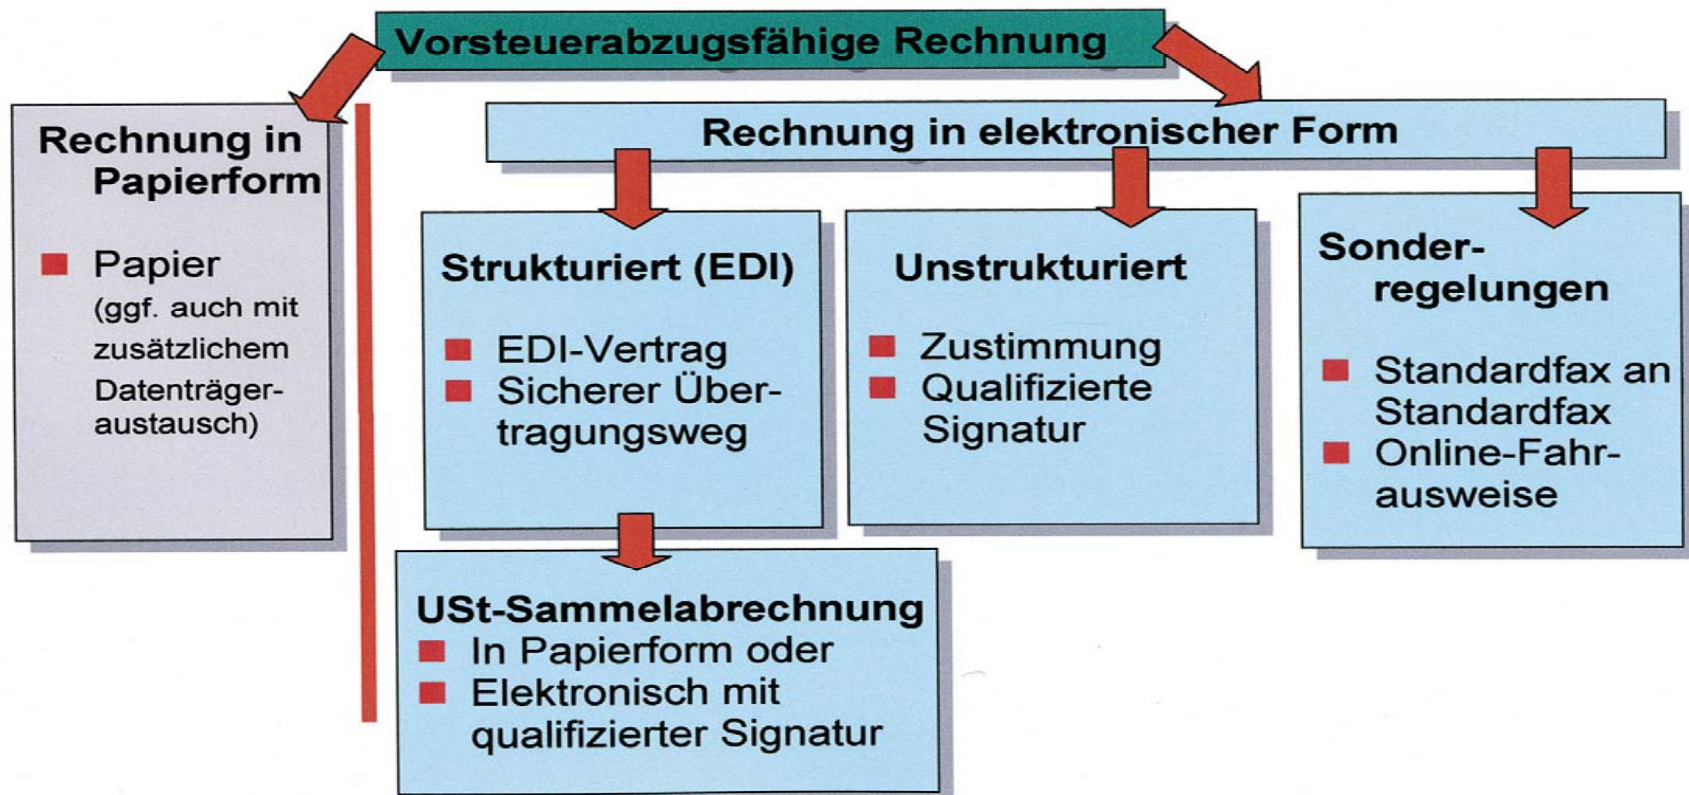 Vorsteuerabzugsfähige Rechnung
Rechnung in
Papierform
Papier
(ggf. auch mit
zusätzlichem
Datenträger-
austausch)
Rechnung in elektronischer Form
Strukturiert (EDI)
EDI-Vertrag
Sicherer Über-
tragungsweg
Unstrukturiert
Zustimmung
Qualifizierte
Signatur
Sonder-
regelungen
Standardfax an
Standardfax
Online-Fahr-
ausweise
USt-Sammelabrechnung
In Papierform oder
Elektronisch mit
qualifizierter Signatur